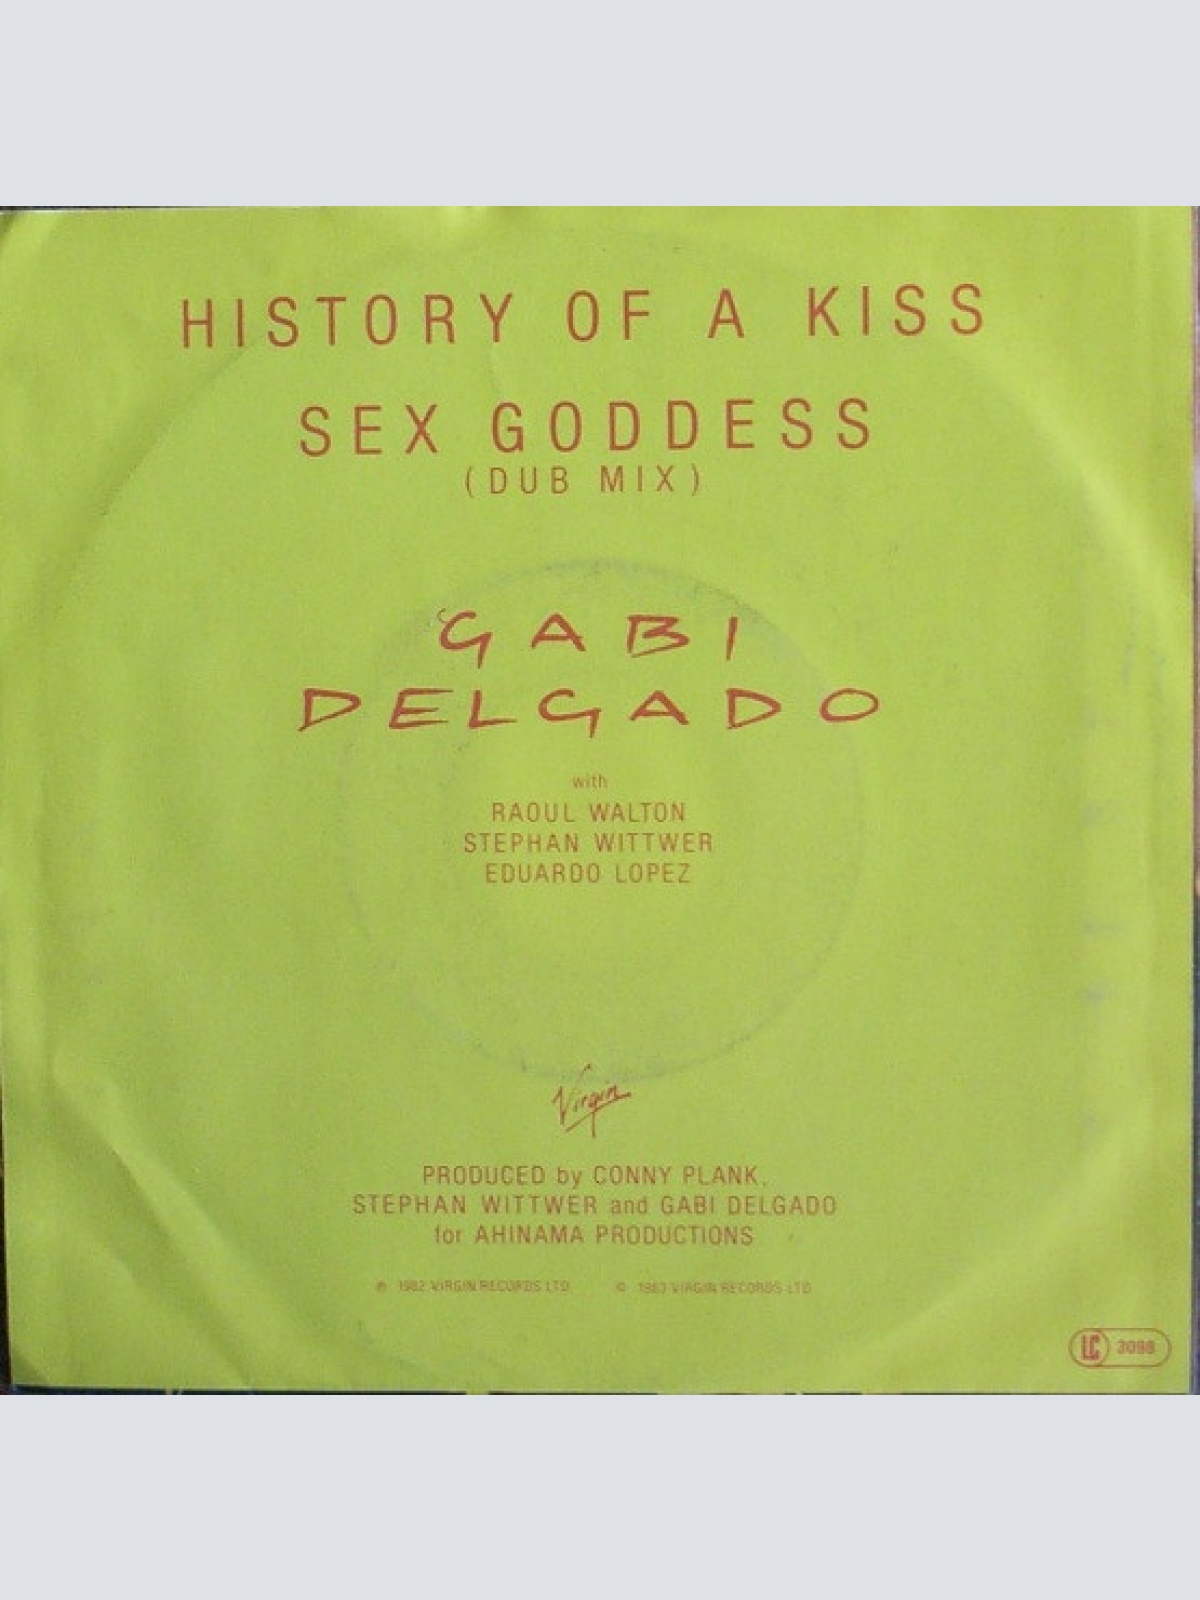 HISTORY OF A KISS
SEX GODDESS
(DUB MIX)
GABI
DELGADO
with
RAOUL WALTON
STEPHAN WITTWER
EDUARDO LOPEZ
Virgin
PRODUCED by CONNY PLANK,
STEPHAN WITTWER and GABI DELGADO
for AHINAMA PRODUCTIONS
℗ 1982 VIRGIN RECORDS LTD © 1983 VIRGIN RECORDS LTD
LC 3098